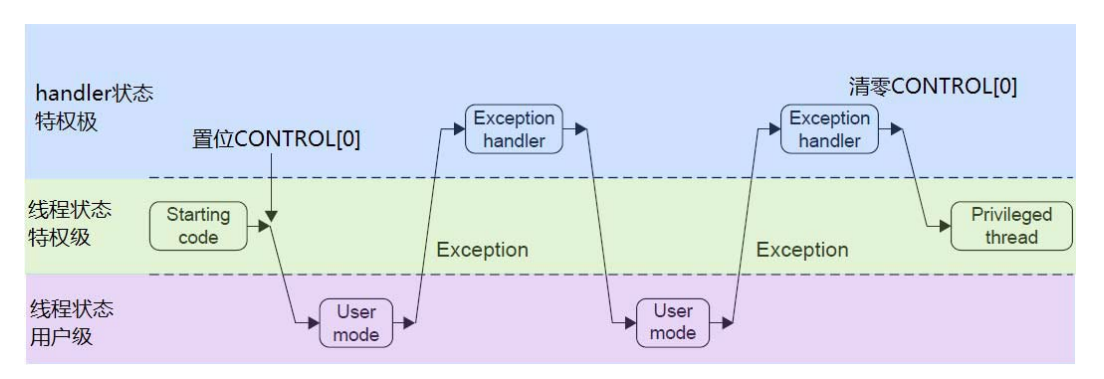 handler状态
特权极
清零CONTROL[0]
置位CONTROL[0]
Exception
handler
Exception
handler
线程状态
特权级
Starting
code
Exception
Exception
Privileged
thread
线程状态
用户级
User
mode
User
mode